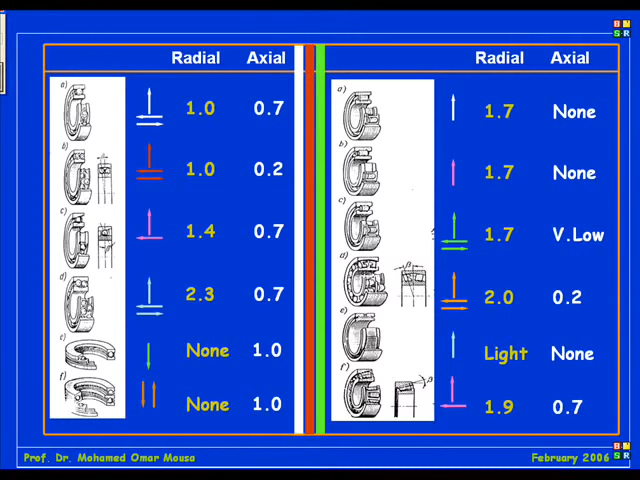 Radial Axial
a) 1.0 0.7
b) 1.0 0.2
c) 1.4 0.7
d) 2.3 0.7
e) None 1.0
f) None 1.0
Radial Axial
a) 1.7 None
b) 1.7 None
c) 1.7 V.Low
d) β 2.0 0.2
e) Light None
f) β 1.9 0.7
Prof. Dr. Mohamed Omar Mousa
February 2006